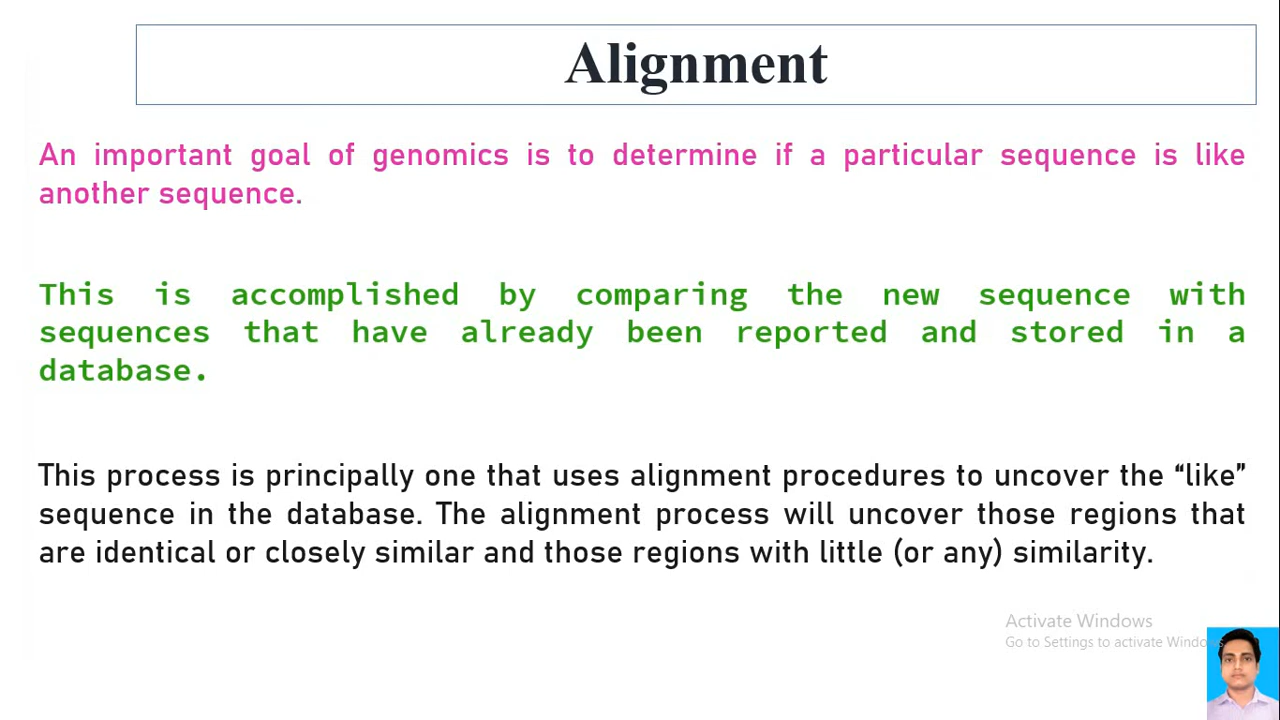 Alignment
An important goal of genomics is to determine if a particular sequence is like
another sequence.
This is accomplished by comparing the new sequence with
sequences that have already been reported and stored in a
database.
This process is principally one that uses alignment procedures to uncover the “like”
sequence in the database. The alignment process will uncover those regions that
are identical or closely similar and those regions with little (or any) similarity.
Activate Windows
Go to Settings to activate Windows